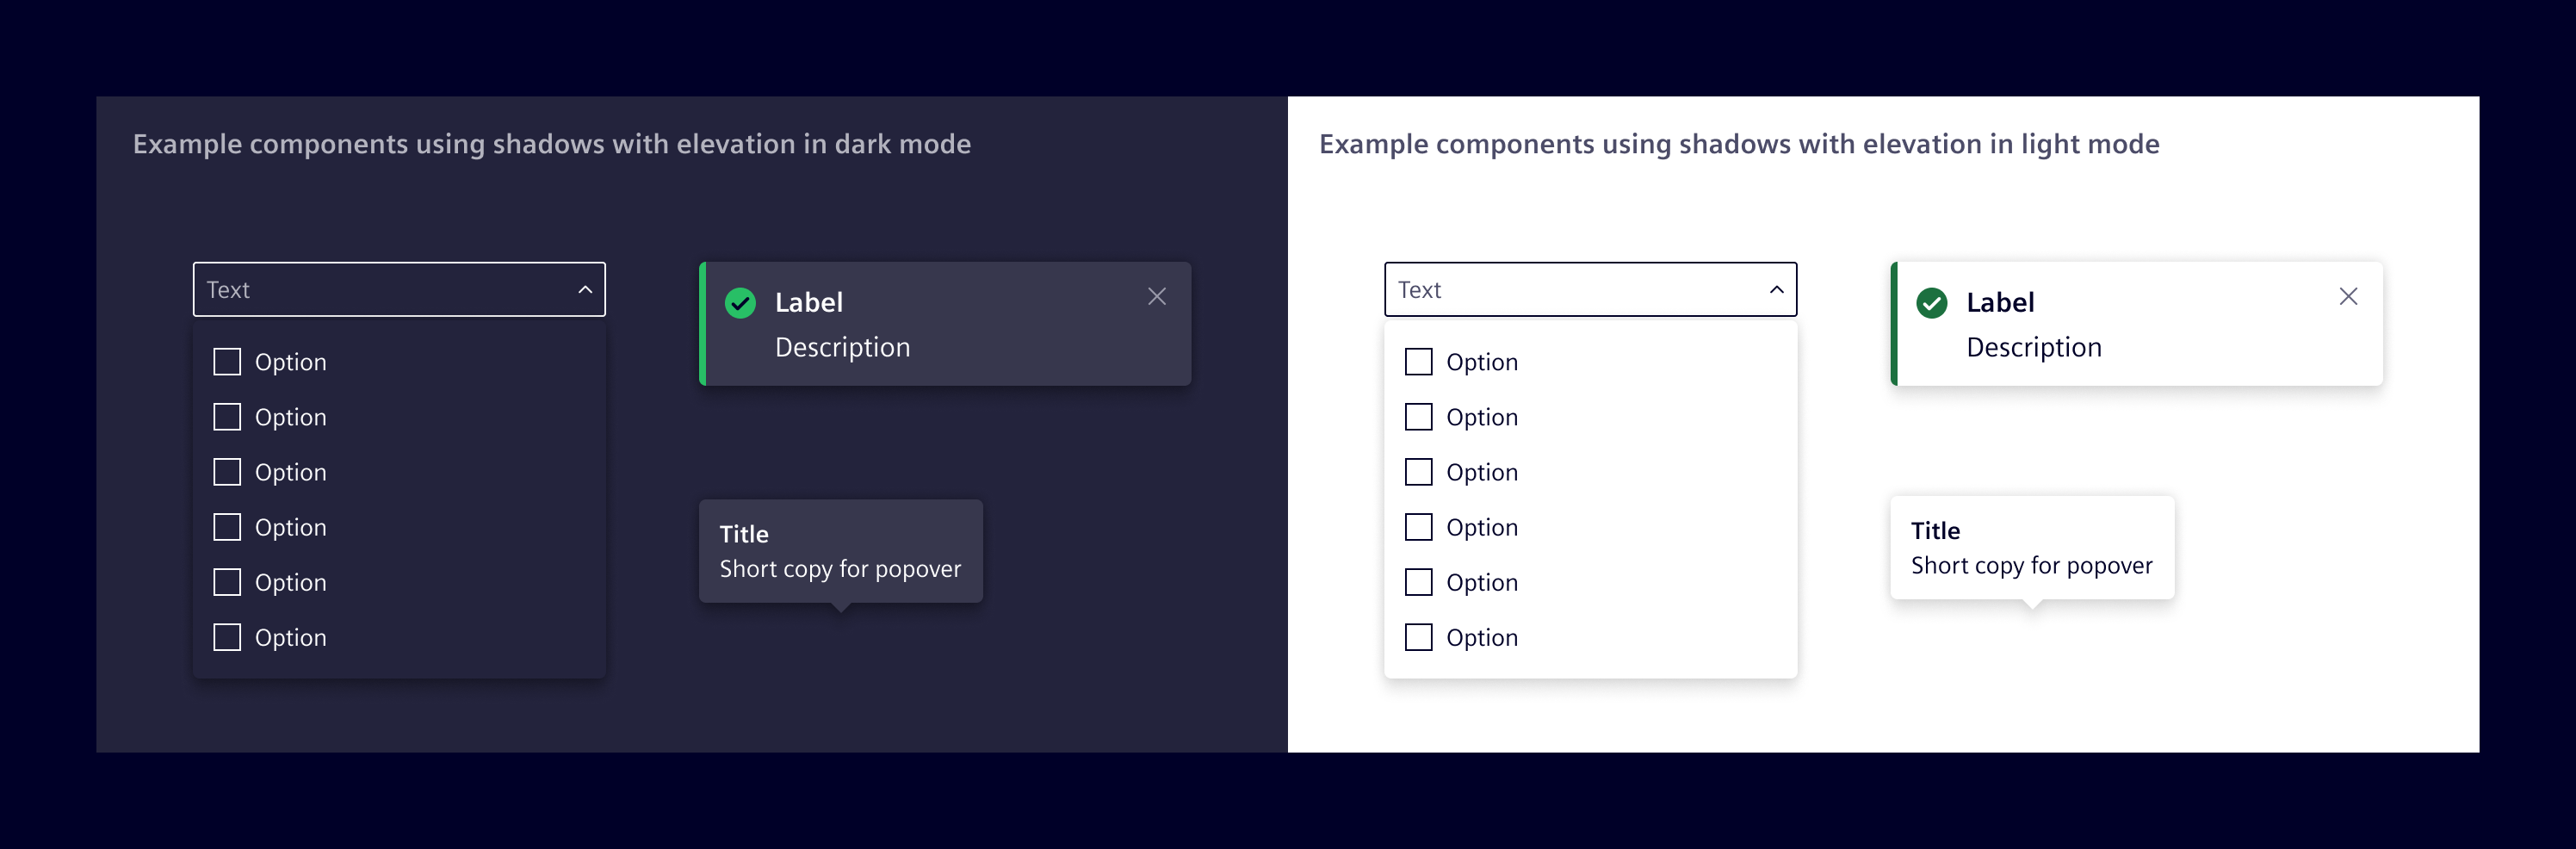 Example components using shadows with elevation in dark mode
Text
Option
Option
Option
Option
Option
Option
Label
Description
Title
Short copy for popover
Example components using shadows with elevation in light mode
Text
Option
Option
Option
Option
Option
Option
Label
Description
Title
Short copy for popover